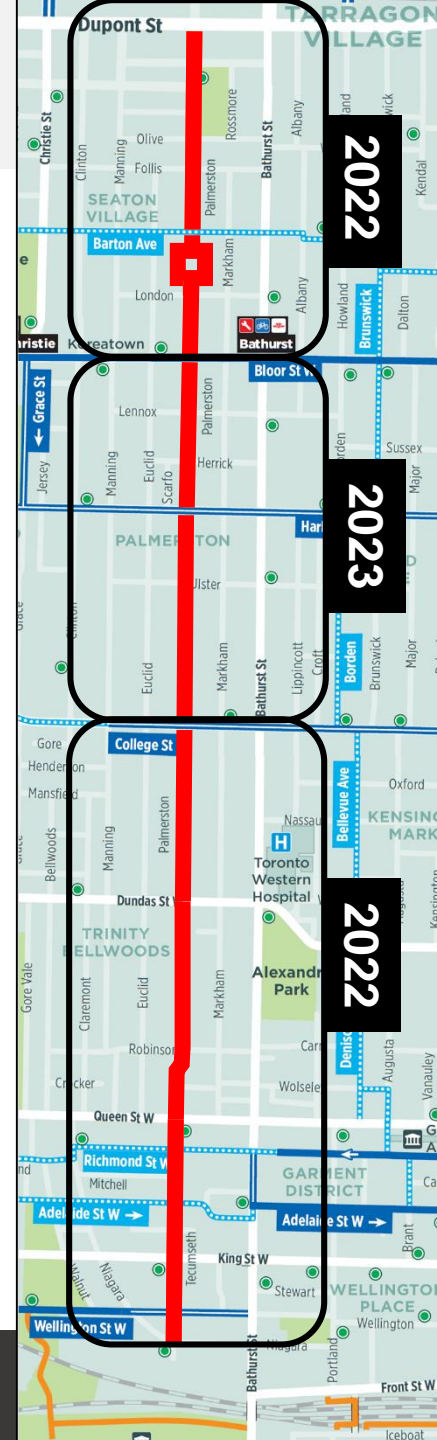 Dupont St
TARRAGON
VILLAGE
Christie St
Clinton
Manning
Olive
Follis
Palmerston
Rossmore
Bathurst St
Albany
Kendal
2022
SEATON
VILLAGE
Barton Ave
London
Markham
Albany
Howland
Brunswick
Dalton
Koreatown
Bathurst
Bloor St W
Grace St
Jersey
Lennox
Manning
Euclid
Scarfo
Palmerston
Herrick
Sussex
Major
2023
PALMERSTON
Ulster
Clinton
Euclid
Markham
Bathurst St
Lippincott
Croft
Borden
Brunswick
Major
College St
Gore
Henderson
Mansfield
Bellwoods
Manning
Palmerston
Nassau
Bellevue Ave
Oxford
H
Toronto
Western
Hospital
Dundas St W
2022
TRINITY
BELLWOODS
Alexandra
Park
Gore Vale
Claremont
Euclid
Markham
Robinson
Crocker
Wolseley
Augusta
Vanauley
Queen St W
Richmond St W
Mitchell
GARMENT
DISTRICT
Adelaide St W →
Adelaide St W →
Brant
King St W
Walnut
Niagara
Tecumseth
Stewart
WELLINGTON
PLACE
Wellington
Wellington St W
Niagara
Portland
Bathurst St
Front St W
Iceboat